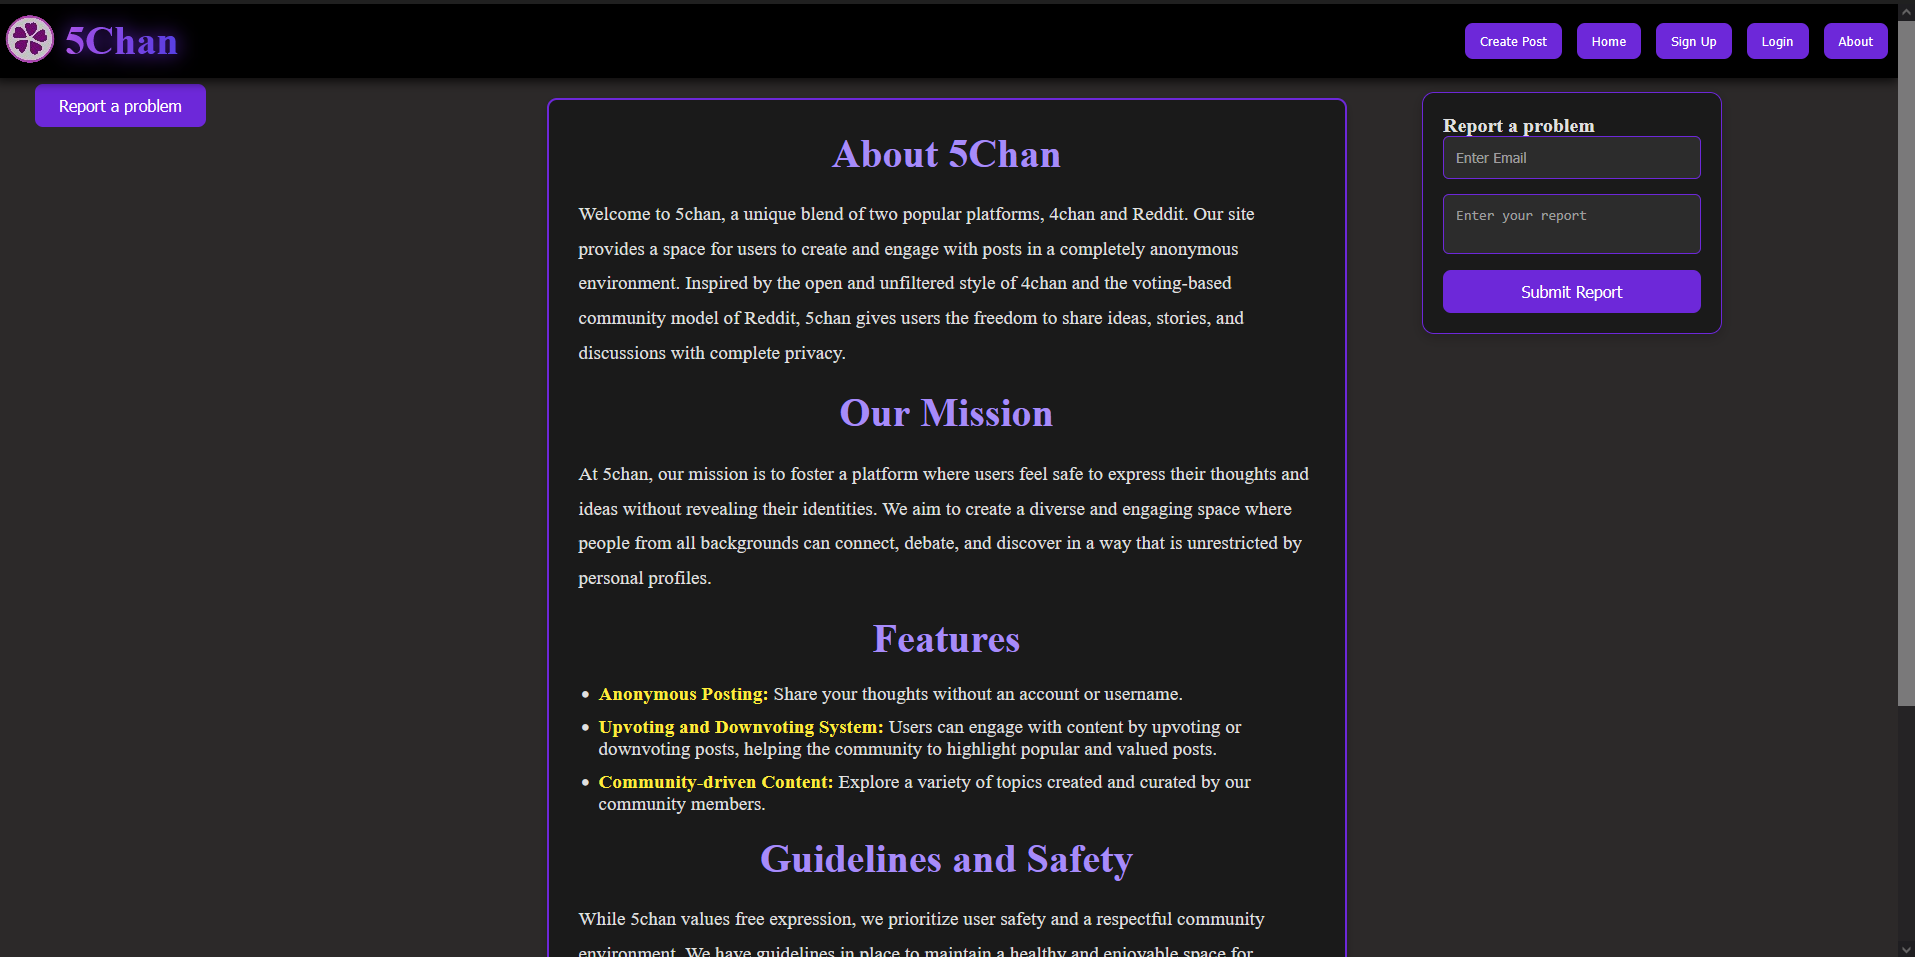 5Chan
Create Post
Home
Sign Up
Login
About
Report a problem
About 5Chan
Welcome to 5chan, a unique blend of two popular platforms, 4chan and Reddit. Our site
provides a space for users to create and engage with posts in a completely anonymous
environment. Inspired by the open and unfiltered style of 4chan and the voting-based
community model of Reddit, 5chan gives users the freedom to share ideas, stories, and
discussions with complete privacy.
Our Mission
At 5chan, our mission is to foster a platform where users feel safe to express their thoughts and
ideas without revealing their identities. We aim to create a diverse and engaging space where
people from all backgrounds can connect, debate, and discover in a way that is unrestricted by
personal profiles.
Features
• Anonymous Posting: Share your thoughts without an account or username.
• Upvoting and Downvoting System: Users can engage with content by upvoting or
downvoting posts, helping the community to highlight popular and valued posts.
• Community-driven Content: Explore a variety of topics created and curated by our
community members.
Guidelines and Safety
While 5chan values free expression, we prioritize user safety and a respectful community
environment. We have guidelines in place to maintain a healthy and enjoyable space for
Report a problem
Enter Email
Enter your report
Submit Report